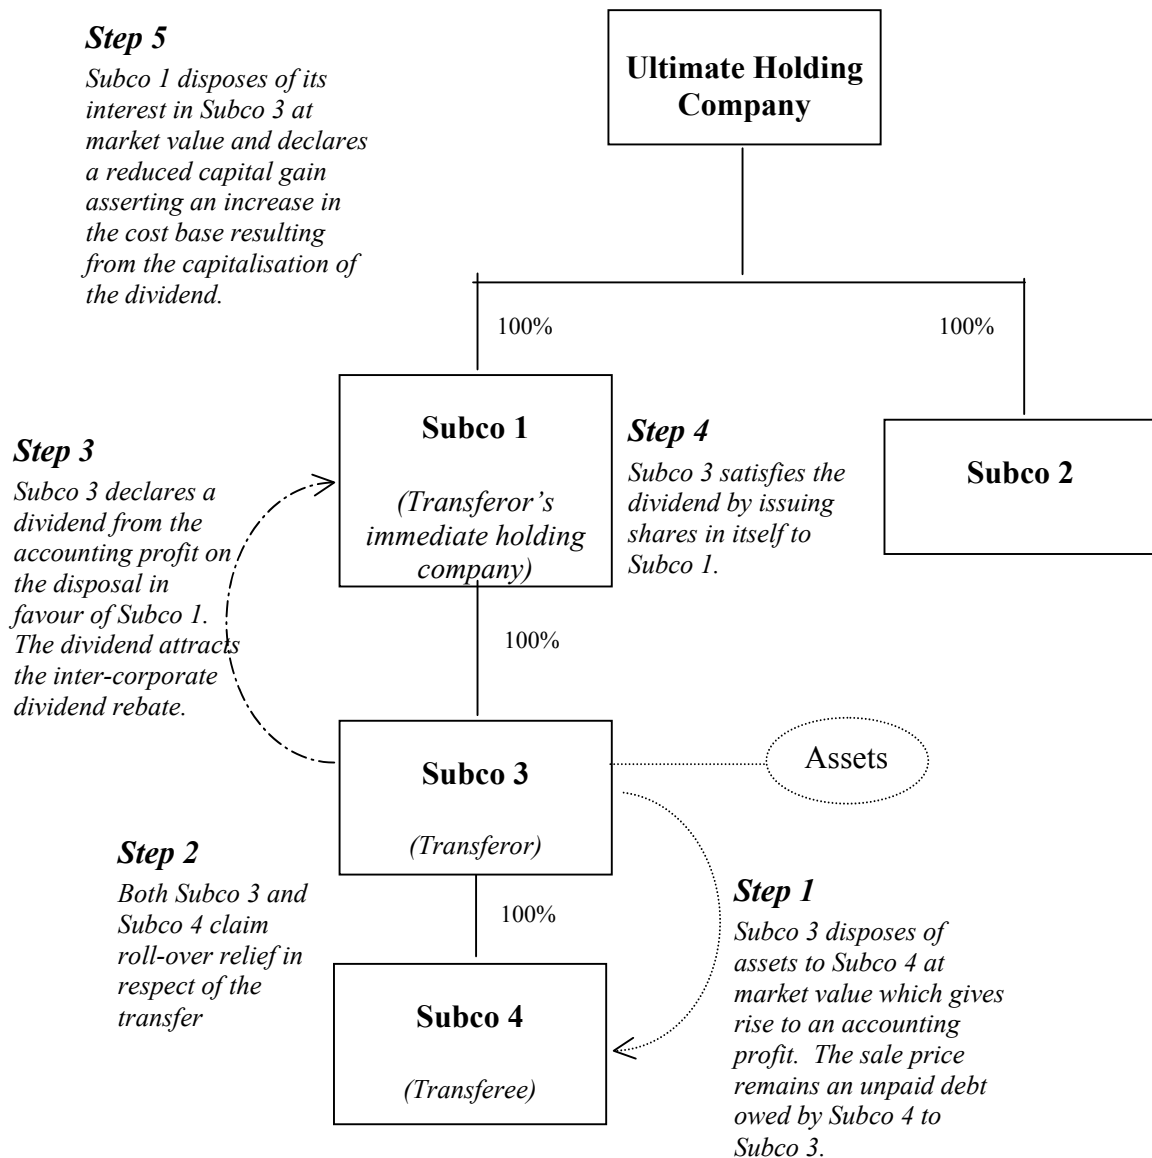 Step 5
Subco 1 disposes of its
interest in Subco 3 at
market value and declares
a reduced capital gain
asserting an increase in
the cost base resulting
from the capitalisation of
the dividend.
Ultimate Holding
Company
100%
100%
Subco 1
(Transferor’s
immediate holding
company)
Step 4
Subco 3 satisfies the
dividend by issuing
shares in itself to
Subco 1.
Subco 2
Step 3
Subco 3 declares a
dividend from the
accounting profit on
the disposal in
favour of Subco 1.
The dividend attracts
the inter-corporate
dividend rebate.
100%
Subco 3
(Transferor)
Assets
Step 2
Both Subco 3 and
Subco 4 claim
roll-over relief in
respect of the
transfer
100%
Subco 4
(Transferee)
Step 1
Subco 3 disposes of
assets to Subco 4 at
market value which gives
rise to an accounting
profit.  The sale price
remains an unpaid debt
owed by Subco 4 to
Subco 3.